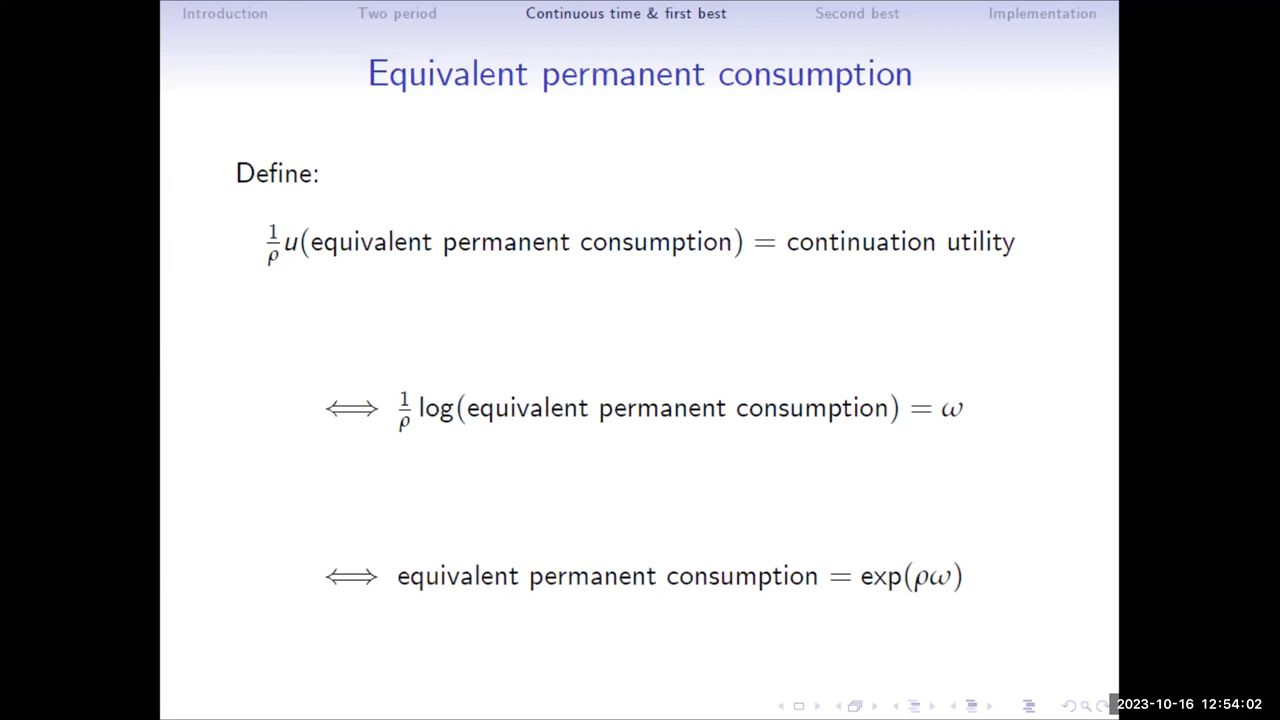 Introduction Two period Continuous time & first best Second best Implementation
Equivalent permanent consumption
Define:
1/ρ u(equivalent permanent consumption) = continuation utility
⟺ 1/ρ log(equivalent permanent consumption) = ω
⟺ equivalent permanent consumption = exp(ρω)
2023-10-16 12:54:02